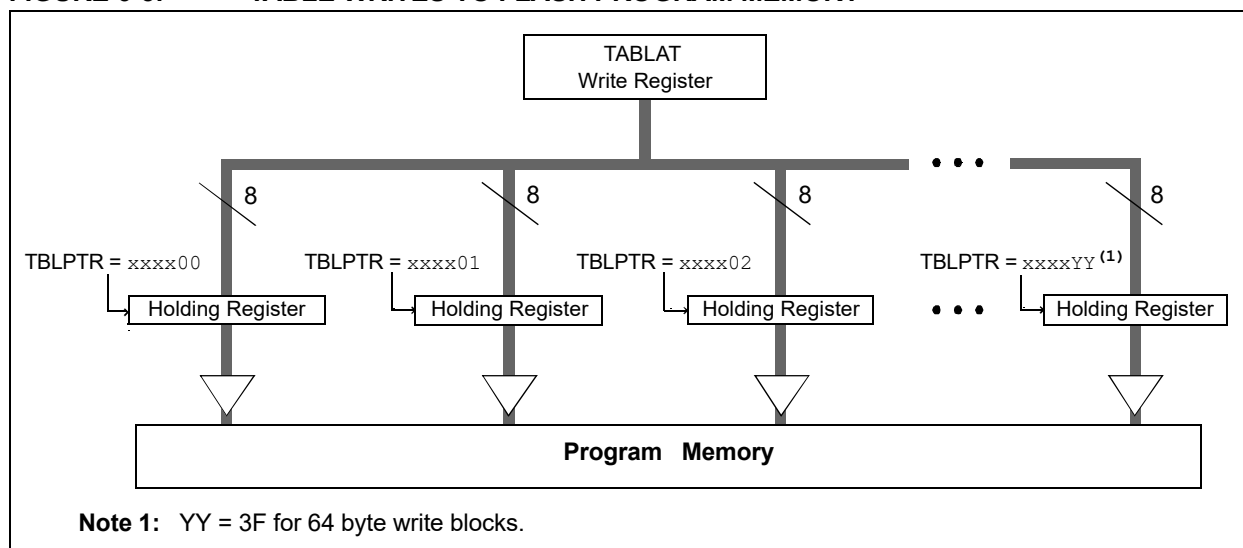 TABLAT
Write Register
8 8 8 8
TBLPTR = xxxx00 TBLPTR = xxxx01 TBLPTR = xxxx02 TBLPTR = xxxxYY (1)
Holding Register Holding Register Holding Register Holding Register
Program Memory
Note 1: YY = 3F for 64 byte write blocks.